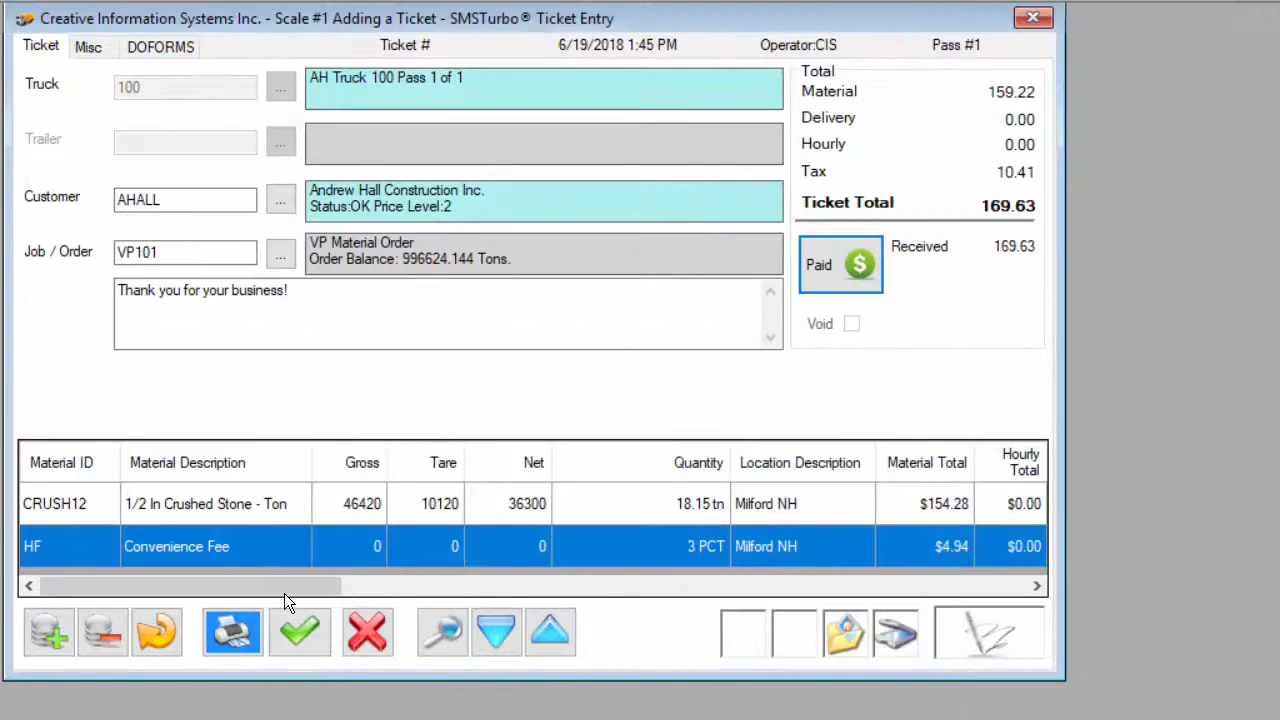 Creative Information Systems Inc. - Scale #1 Adding a Ticket - SMSTurbo® Ticket Entry
Ticket Misc DOFORMS Ticket # 6/19/2018 1:45 PM Operator:CIS Pass #1
Truck 100 ... AH Truck 100 Pass 1 of 1
Trailer ...
Customer AHALL ... Andrew Hall Construction Inc.
Status:OK Price Level:2
Job / Order VP101 ... VP Material Order
Order Balance: 996624.144 Tons.
Thank you for your business!
Total
Material 159.22
Delivery 0.00
Hourly 0.00
Tax 10.41
Ticket Total 169.63
Paid $ Received 169.63
Void
Material ID Material Description Gross Tare Net Quantity Location Description Material Total Hourly Total
CRUSH12 1/2 In Crushed Stone - Ton 46420 10120 36300 18.15 tn Milford NH $154.28 $0.00
HF Convenience Fee 0 0 0 3 PCT Milford NH $4.94 $0.00